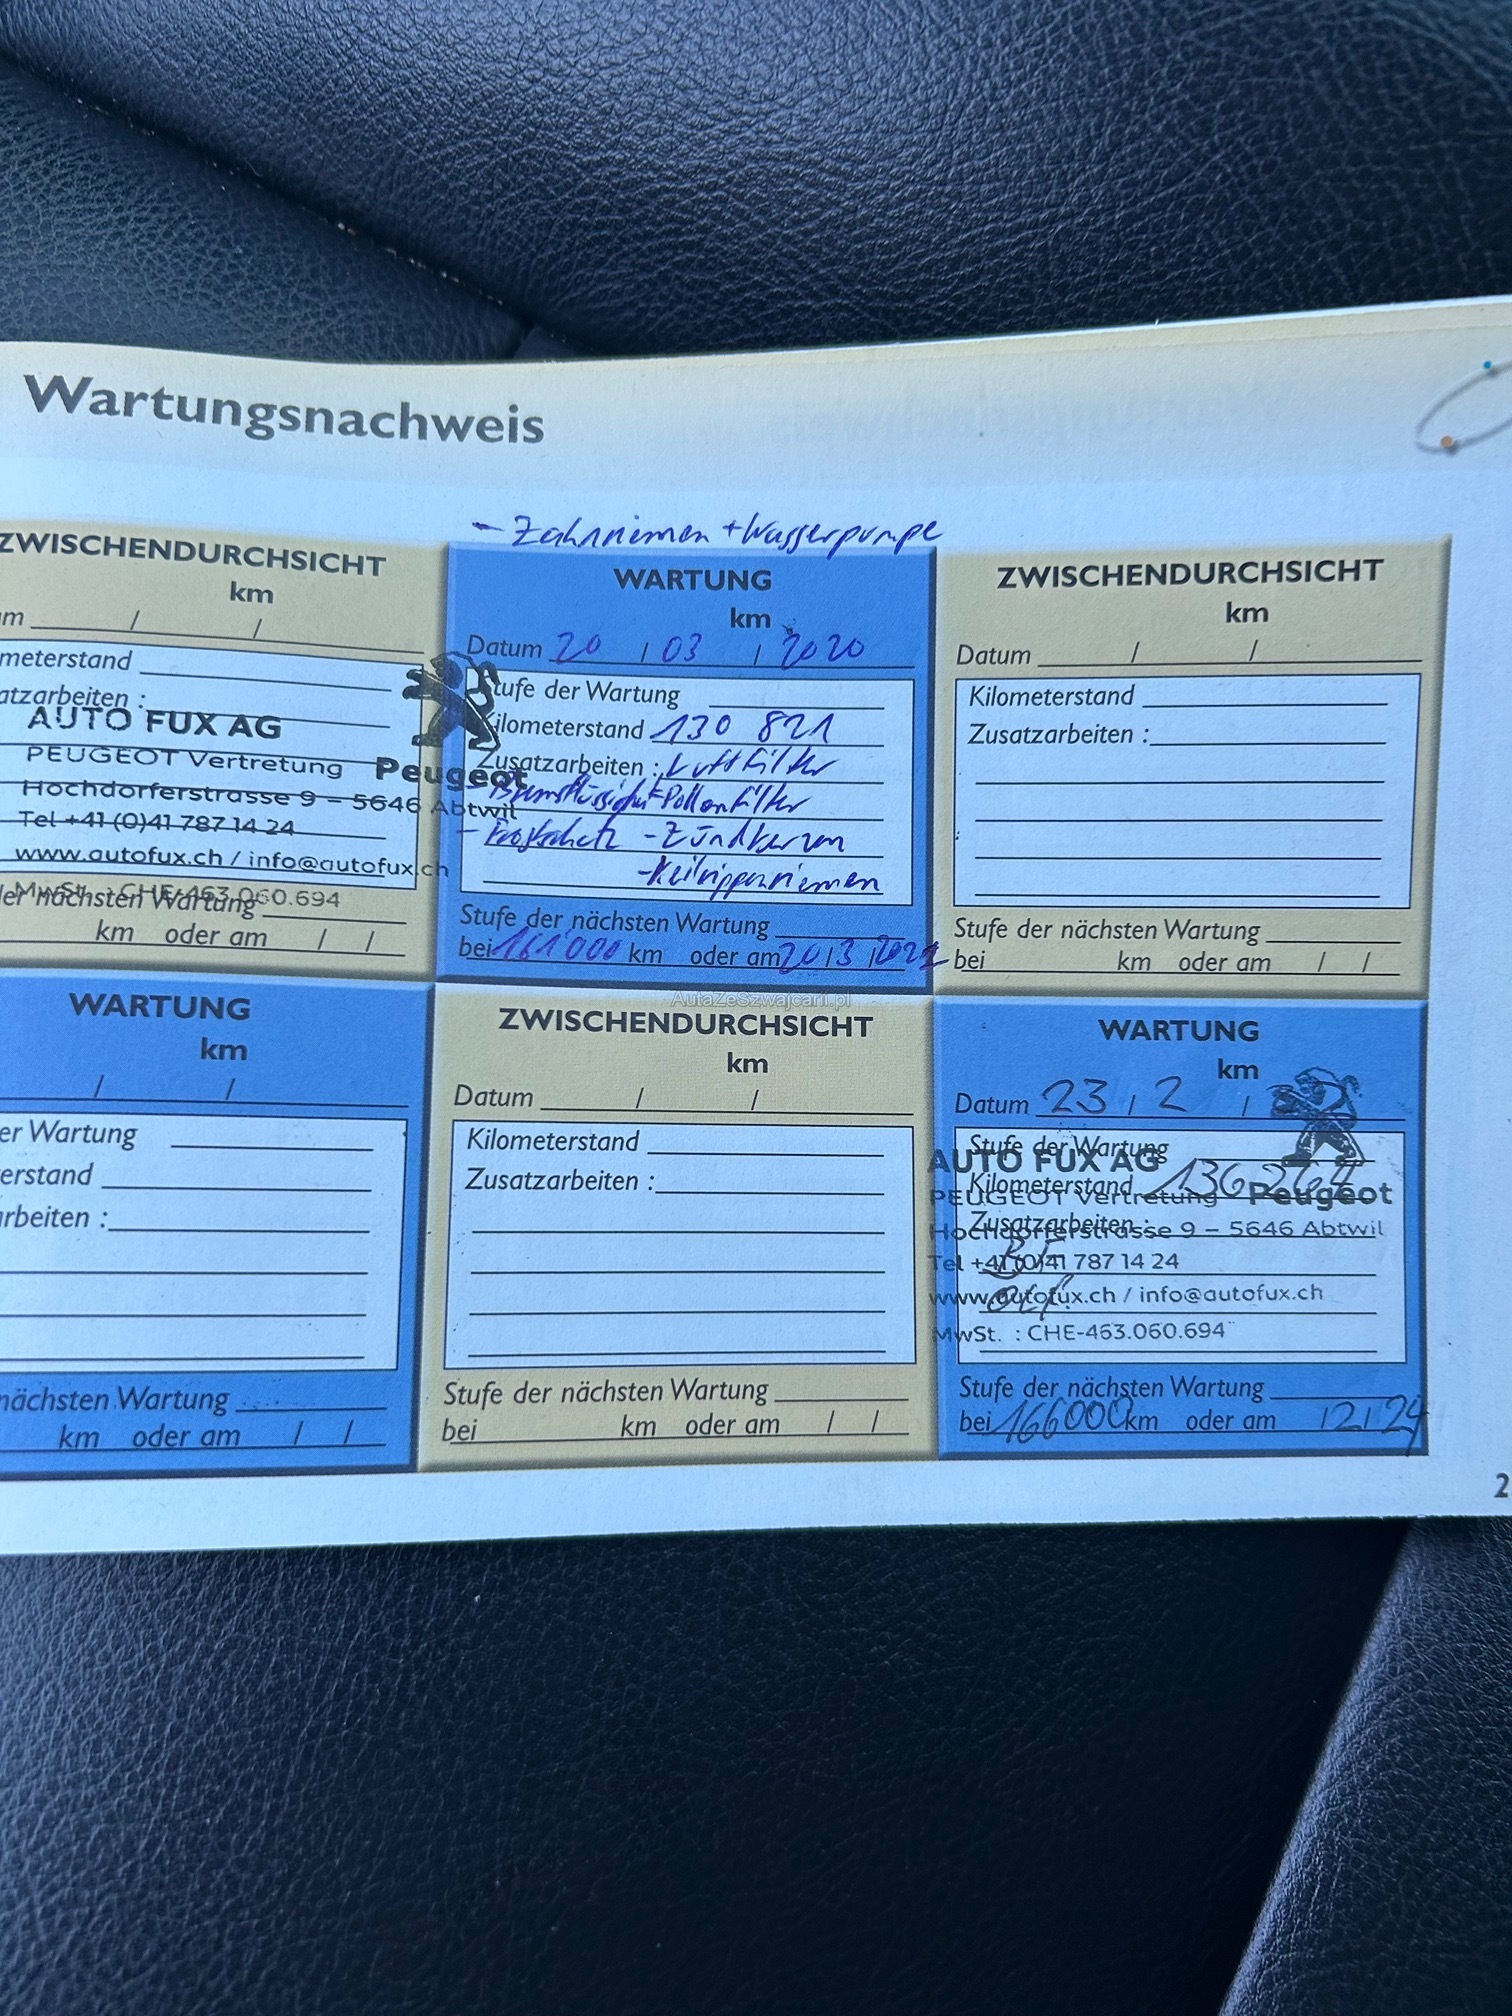 Wartungsnachweis
- Zahnriemen + Wasserpumpe
ZWISCHENDURCHSICHT
km
m / /
meterstand
atzarbeiten :
AUTO FUX AG
PEUGEOT Vertretung Peugeot
Hochdorferstrasse 9 – 5646 Abtwil
Tel +41 (0)41 787 14 24
www.autofux.ch / info@autofux.ch
MwSt. : CHE-463.060.694
er nächsten Wartung
km oder am / /
WARTUNG
km
Datum 20 / 03 / 2020
Stufe der Wartung
Kilometerstand 130 821
Zusatzarbeiten : Luftfilter
- Bremsflüssigkeit - Pollenfilter
- Frostschutz - Zündkerzen
- Keilrippenriemen
Stufe der nächsten Wartung
bei 161 000 km oder am 20 / 3 /
ZWISCHENDURCHSICHT
km
Datum / /
Kilometerstand
Zusatzarbeiten :
Stufe der nächsten Wartung
bei km oder am / /
WARTUNG
km
/ /
er Wartung
erstand
rbeiten :
nächsten Wartung
km oder am / /
ZWISCHENDURCHSICHT
km
Datum / /
Kilometerstand
Zusatzarbeiten :
Stufe der nächsten Wartung
bei km oder am / /
WARTUNG
km
Datum 23 / 2 /
Stufe der Wartung
AUTO FUX AG
Kilometerstand 136264
PEUGEOT Vertretung Peugeot
Zusatzarbeiten :
Hochdorferstrasse 9 – 5646 Abtwil
Tel +41 (0)41 787 14 24
www.autofux.ch / info@autofux.ch
MwSt. : CHE-463.060.694
Stufe der nächsten Wartung
bei 166000 km oder am / 2 / 24
2
AutaZeSzwajcarii.pl